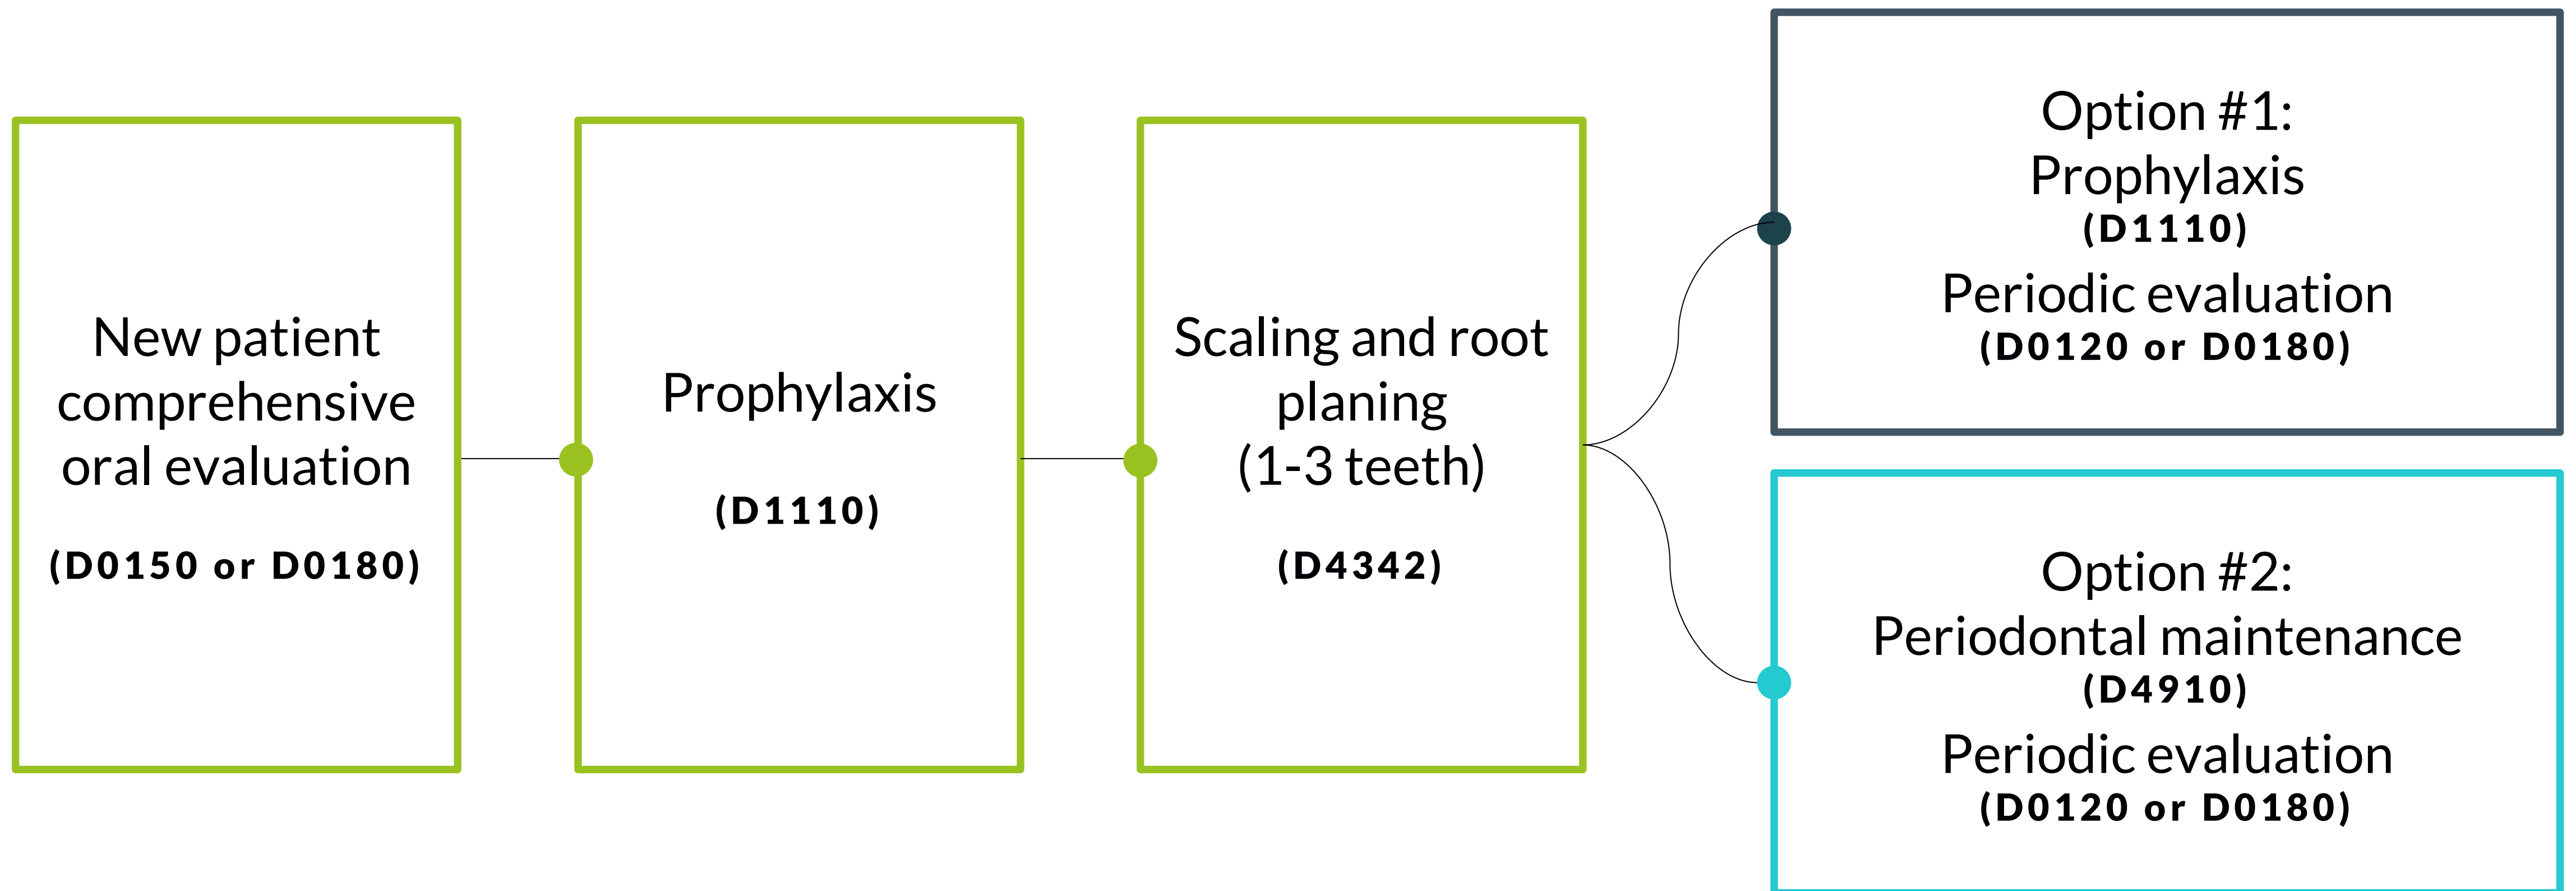 New patient
comprehensive
oral evaluation
(D0150 or D0180)
Prophylaxis
(D1110)
Scaling and root
planing
(1-3 teeth)
(D4342)
Option #1:
Prophylaxis
(D1110)
Periodic evaluation
(D0120 or D0180)
Option #2:
Periodontal maintenance
(D4910)
Periodic evaluation
(D0120 or D0180)